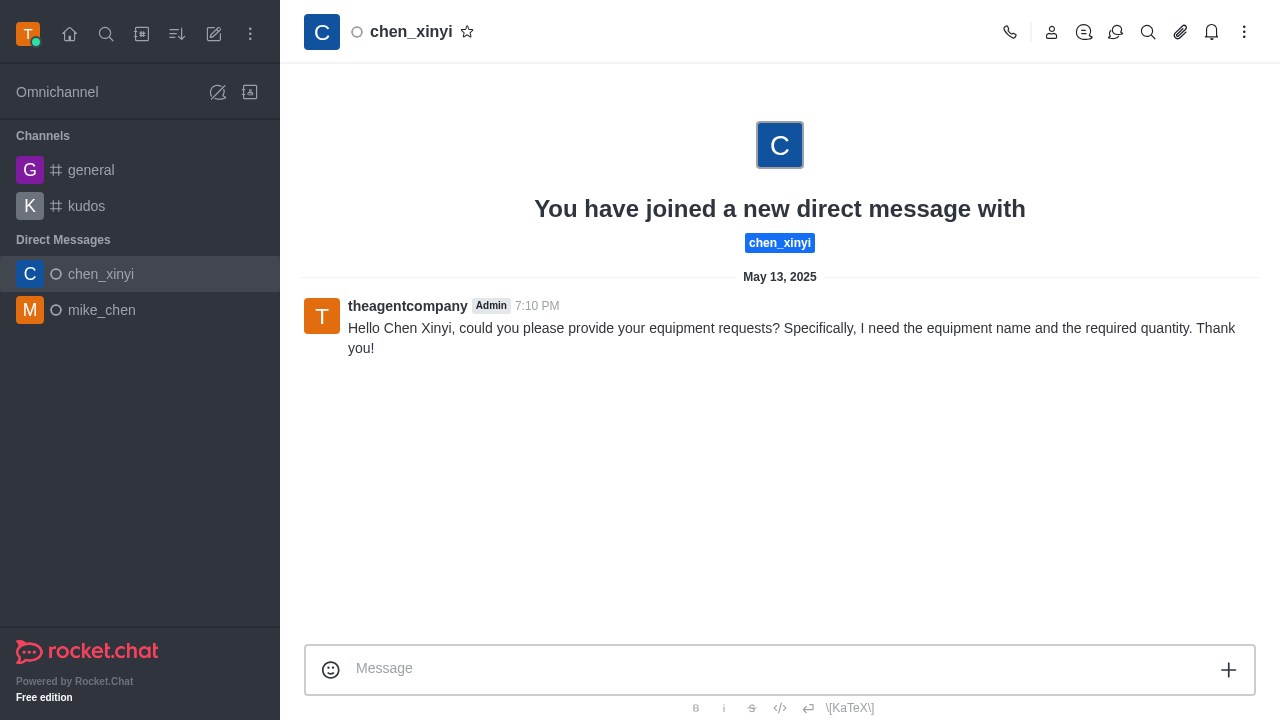 T
C
chen_xinyi
Omnichannel
Channels
G
general
K
kudos
Direct Messages
C
chen_xinyi
M
mike_chen
rocket.chat
Powered by Rocket.Chat
Free edition
C
You have joined a new direct message with
chen_xinyi
May 13, 2025
T
theagentcompany Admin 7:10 PM
Hello Chen Xinyi, could you please provide your equipment requests? Specifically, I need the equipment name and the required quantity. Thank
you!
Message
B i S </> \[KaTeX\]